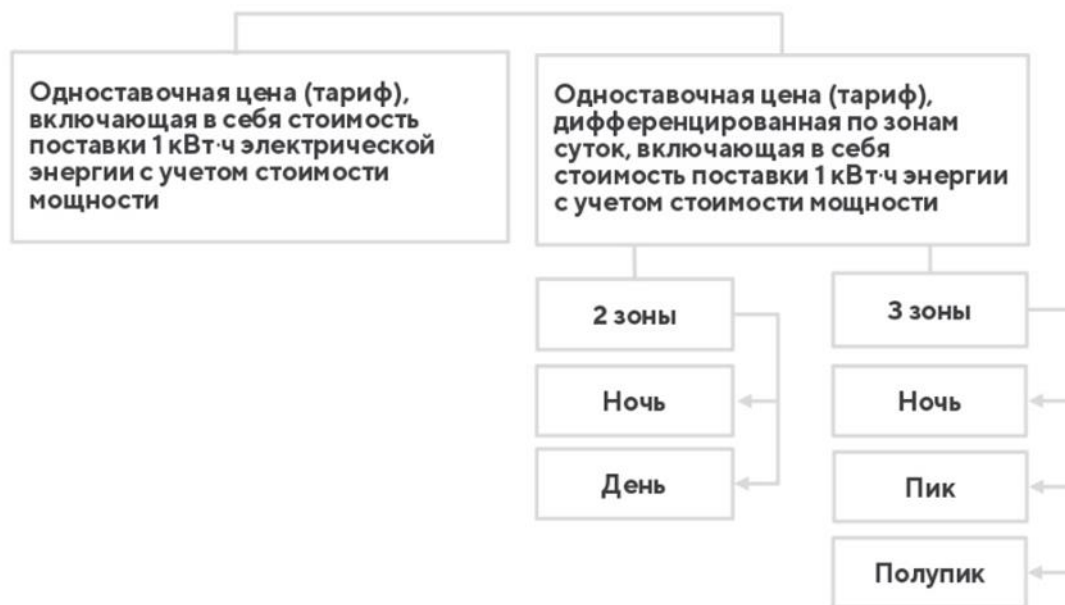 Одноставочная цена (тариф),
включающая в себя стоимость
поставки 1 кВт·ч электрической
энергии с учетом стоимости
мощности
Одноставочная цена (тариф),
дифференцированная по зонам
суток, включающая в себя
стоимость поставки 1 кВт·ч энергии
с учетом стоимости мощности
2 зоны
Ночь
День
3 зоны
Ночь
Пик
Полупик